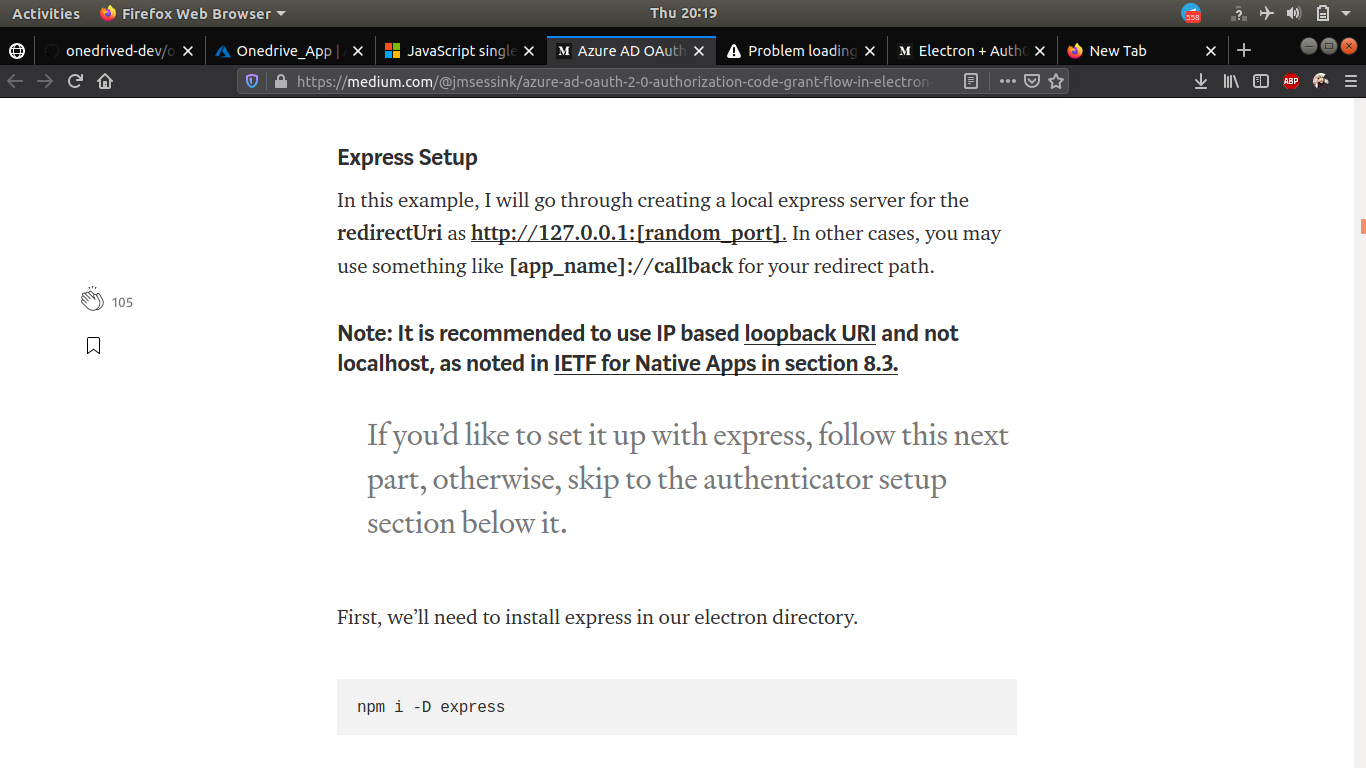 Activities Firefox Web Browser Thu 20:19 558
onedrived-dev/o Onedrive_App | A JavaScript single Azure AD OAuth Problem loading Electron + Auth0 New Tab
https://medium.com/@jmsessink/azure-ad-oauth-2-0-authorization-code-grant-flow-in-electron- ABP
Express Setup
In this example, I will go through creating a local express server for the
redirectUri as http://127.0.0.1:[random_port]. In other cases, you may
use something like [app_name]://callback for your redirect path.
105
Note: It is recommended to use IP based loopback URI and not
localhost, as noted in IETF for Native Apps in section 8.3.
If you’d like to set it up with express, follow this next
part, otherwise, skip to the authenticator setup
section below it.
First, we’ll need to install express in our electron directory.
npm i -D express